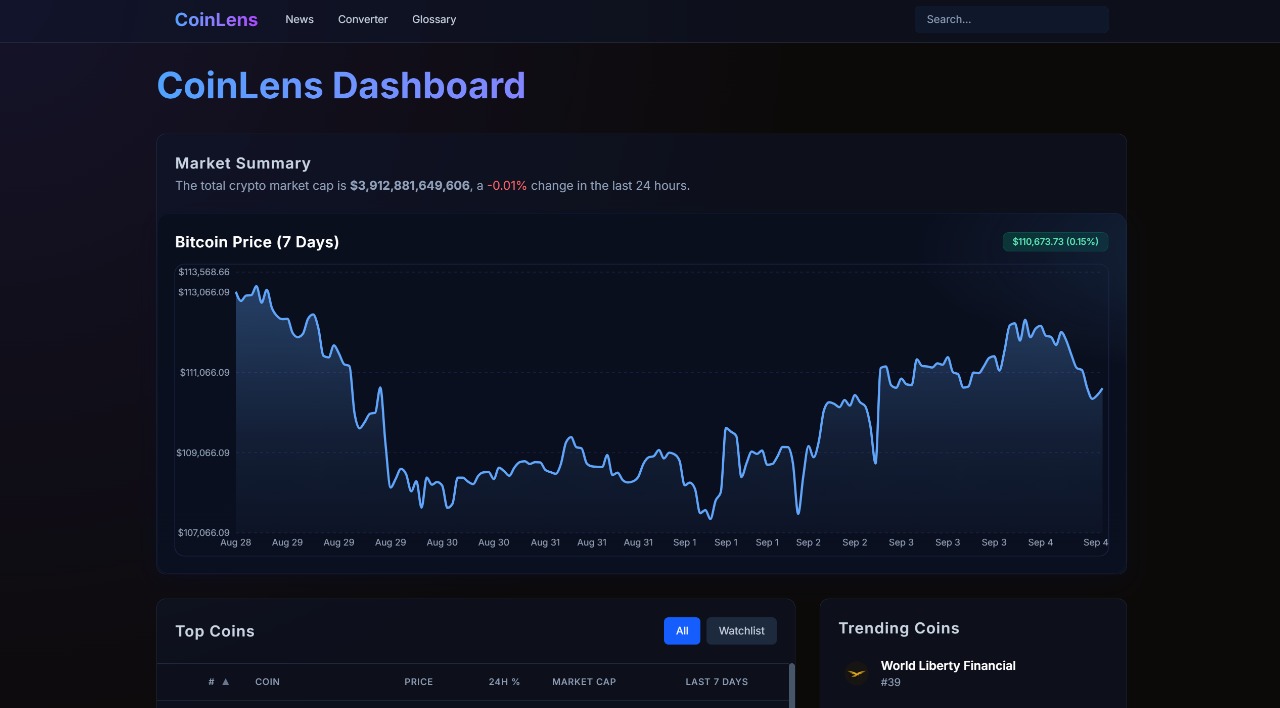 CoinLens News Converter Glossary Search...
CoinLens Dashboard
Market Summary
The total crypto market cap is $3,912,881,649,606, a -0.01% change in the last 24 hours.
Bitcoin Price (7 Days) $110,673.73 (0.15%)
$113,568.66
$113,066.09
$111,066.09
$109,066.09
$107,066.09
Aug 28 Aug 29 Aug 29 Aug 29 Aug 30 Aug 30 Aug 31 Aug 31 Aug 31 Sep 1 Sep 1 Sep 1 Sep 2 Sep 2 Sep 3 Sep 3 Sep 3 Sep 4 Sep 4
Top Coins All Watchlist
# ▲ COIN PRICE 24H % MARKET CAP LAST 7 DAYS
Trending Coins
World Liberty Financial
#39